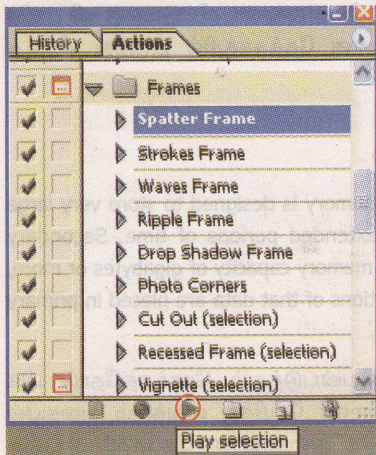 History Actions
Frames
Spatter Frame
Strokes Frame
Waves Frame
Ripple Frame
Drop Shadow Frame
Photo Corners
Cut Out (selection)
Recessed Frame (selection)
Vignette (selection)
Play selection